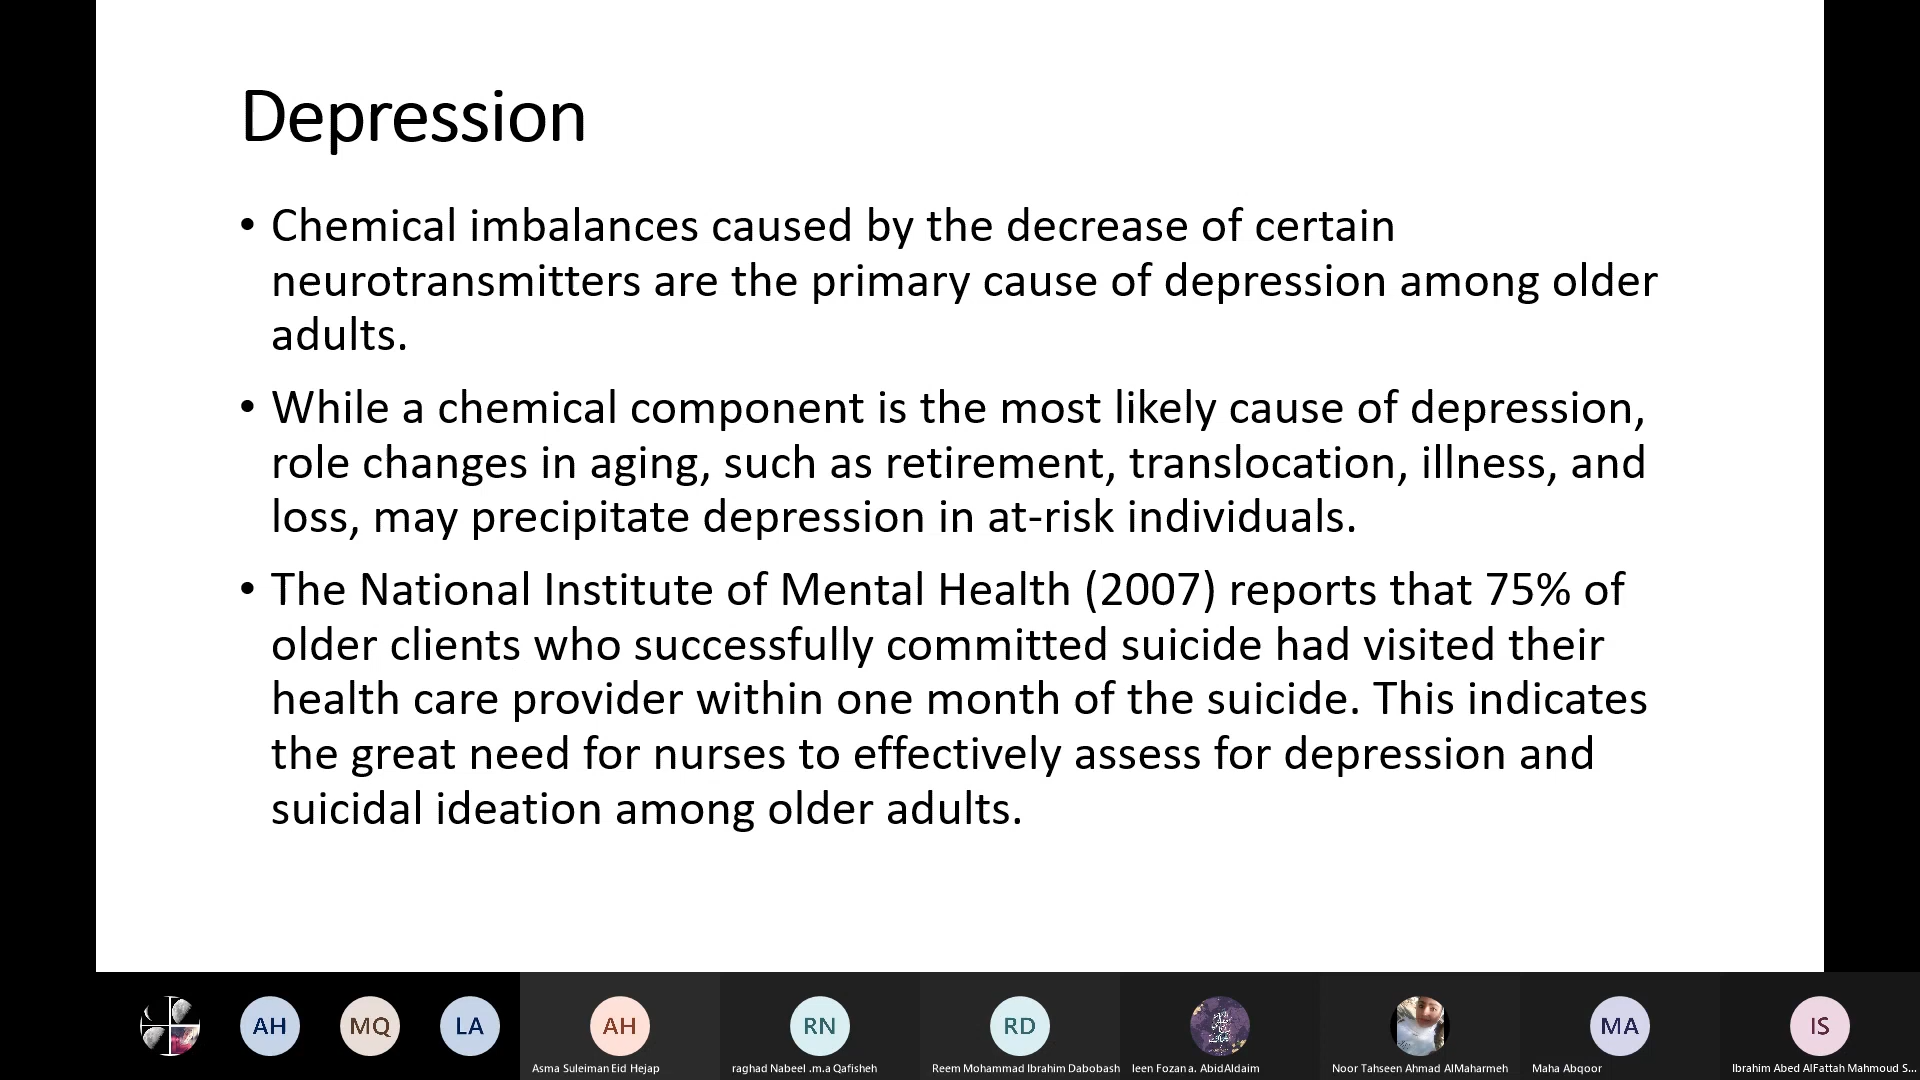 Depression
• Chemical imbalances caused by the decrease of certain
neurotransmitters are the primary cause of depression among older
adults.
• While a chemical component is the most likely cause of depression,
role changes in aging, such as retirement, translocation, illness, and
loss, may precipitate depression in at-risk individuals.
• The National Institute of Mental Health (2007) reports that 75% of
older clients who successfully committed suicide had visited their
health care provider within one month of the suicide. This indicates
the great need for nurses to effectively assess for depression and
suicidal ideation among older adults.
AH MQ LA AH RN RD MA IS
Asma Suleiman Eid Hejap raghad Nabeel .m.a Qafisheh Reem Mohammad Ibrahim Dabobash leen Fozan a. AbidAldaim Noor Tahseen Ahmad AlMaharmeh Maha Abqoor Ibrahim Abed AlFattah Mahmoud S...